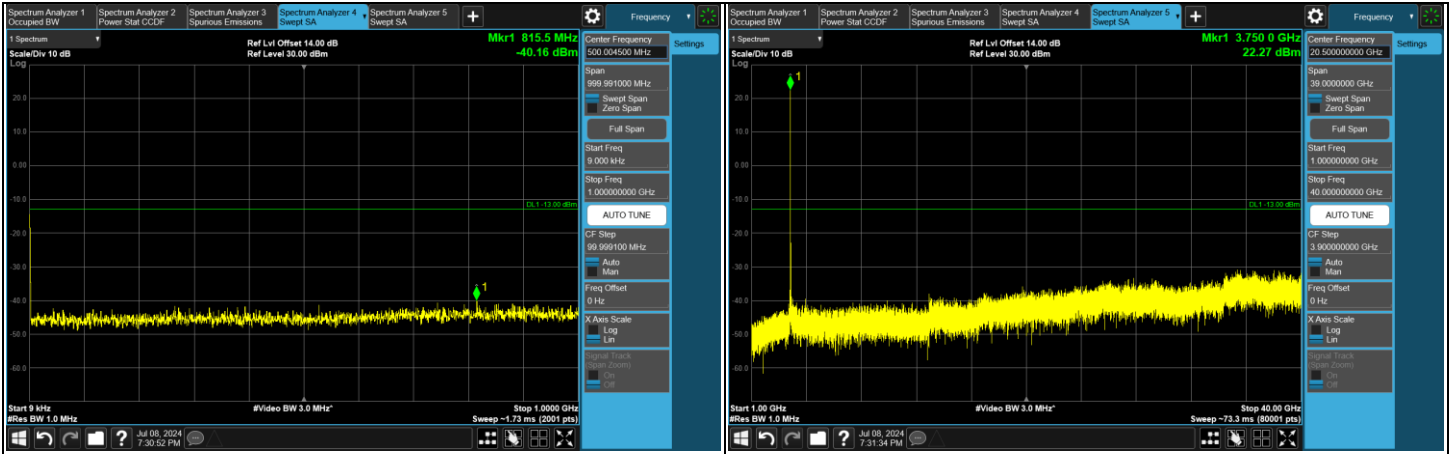 Spectrum Analyzer 1
Occupied BW
Spectrum Analyzer 2
Power Stat CCDF
Spectrum Analyzer 3
Spurious Emissions
Spectrum Analyzer 4
Swept SA
Spectrum Analyzer 5
Swept SA
Frequency
1 Spectrum
Scale/Div 10 dB
Log
Ref Lvl Offset 14.00 dB
Ref Level 30.00 dBm
Mkr1 815.5 MHz
-40.16 dBm
20.0
10.0
0.00
-10.0
-20.0
-30.0
-40.0
-50.0
-60.0
DL1 -13.00 dBm
1
Start 9 kHz
#Res BW 1.0 MHz
#Video BW 3.0 MHz*
Stop 1.0000 GHz
Sweep ~1.73 ms (2001 pts)
Center Frequency
500.004500 MHz
Settings
Span
999.991000 MHz
Swept Span
Zero Span
Full Span
Start Freq
9.000 kHz
Stop Freq
1.000000000 GHz
AUTO TUNE
CF Step
99.999100 MHz
Auto
Man
Freq Offset
0 Hz
X Axis Scale
Log
Lin
Signal Track
(Span Zoom)
On
Off
?
Jul 08, 2024
7:30:52 PM
Spectrum Analyzer 1
Occupied BW
Spectrum Analyzer 2
Power Stat CCDF
Spectrum Analyzer 3
Spurious Emissions
Spectrum Analyzer 4
Swept SA
Spectrum Analyzer 5
Swept SA
Frequency
1 Spectrum
Scale/Div 10 dB
Log
Ref Lvl Offset 14.00 dB
Ref Level 30.00 dBm
Mkr1 3.750 0 GHz
22.27 dBm
20.0
10.0
0.00
-10.0
-20.0
-30.0
-40.0
-50.0
-60.0
DL1 -13.00 dBm
1
Start 1.00 GHz
#Res BW 1.0 MHz
#Video BW 3.0 MHz*
Stop 40.00 GHz
Sweep ~73.3 ms (80001 pts)
Center Frequency
20.500000000 GHz
Settings
Span
39.0000000 GHz
Swept Span
Zero Span
Full Span
Start Freq
1.000000000 GHz
Stop Freq
40.000000000 GHz
AUTO TUNE
CF Step
3.900000000 GHz
Auto
Man
Freq Offset
0 Hz
X Axis Scale
Log
Lin
Signal Track
(Span Zoom)
On
Off
?
Jul 08, 2024
7:31:34 PM